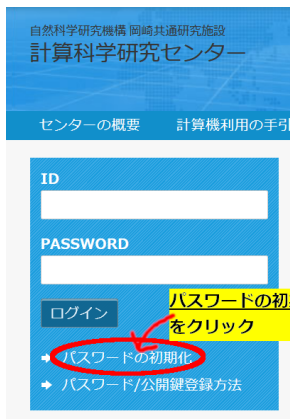 自然科学研究機構 岡崎共通研究施設
計算科学研究センター
センターの概要 計算機利用の手引
ID
PASSWORD
パスワードの初
ログイン
をクリック
パスワードの初期化
パスワード/公開鍵登録方法